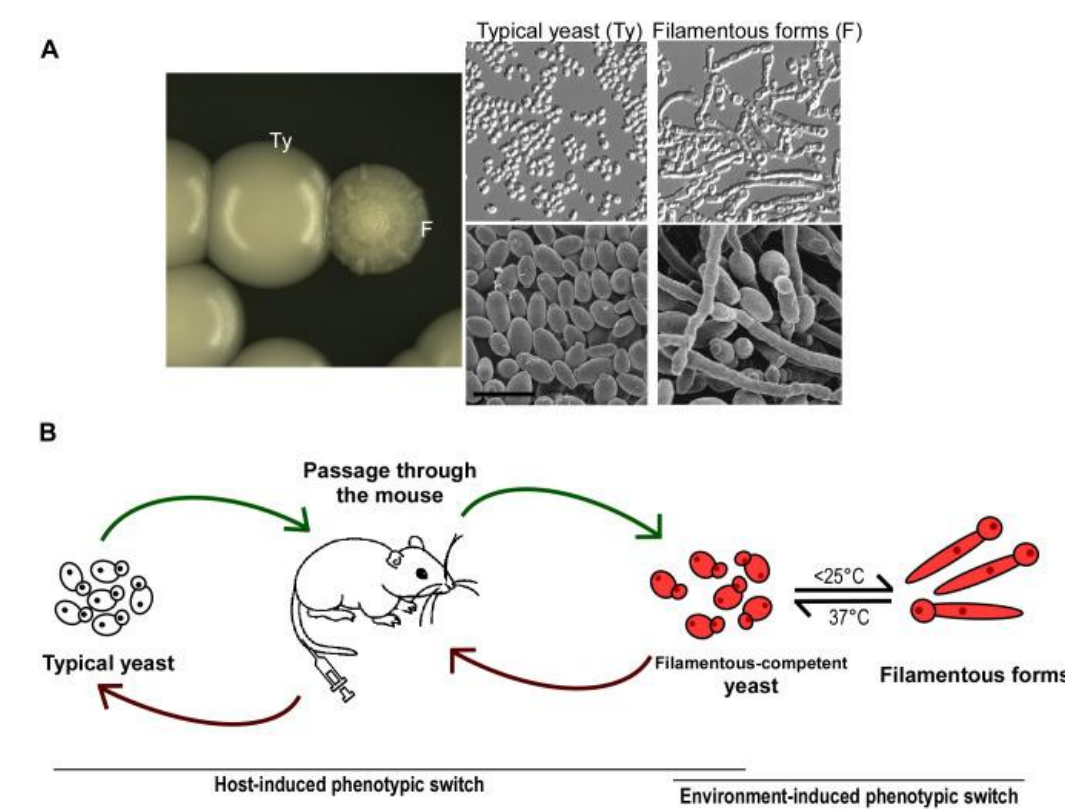 A
Typical yeast (Ty) Filamentous forms (F)
Ty
F
B
Passage through
the mouse
<25°C
37°C
Typical yeast
Filamentous-competent
yeast
Filamentous forms
Host-induced phenotypic switch
Environment-induced phenotypic switch